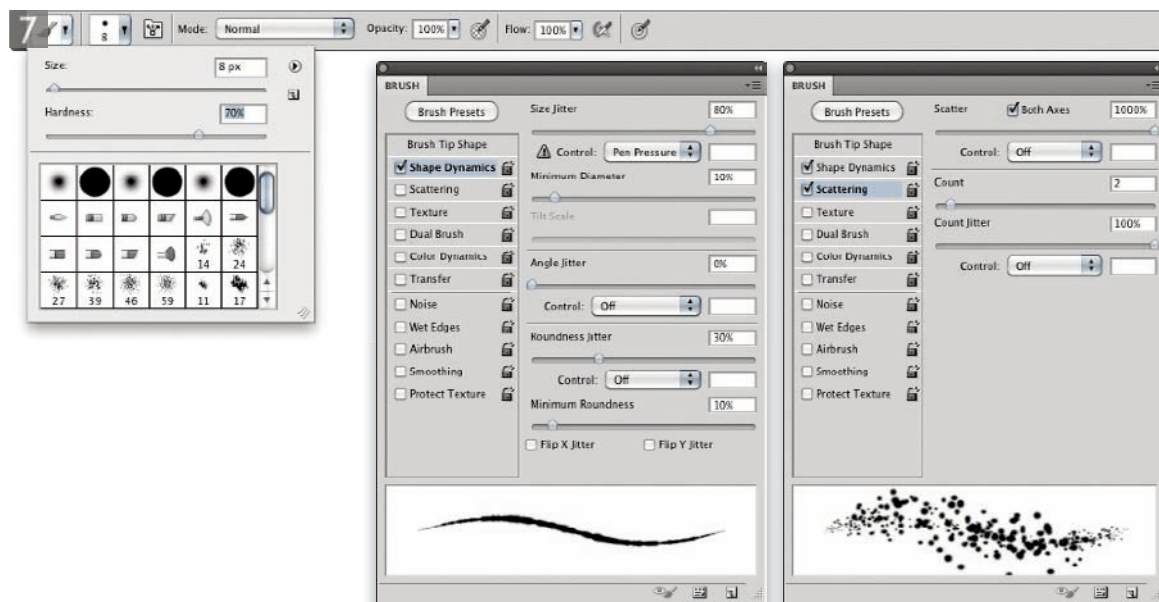 7
8
Mode: Normal
Opacity: 100%
Flow: 100%
Size: 8 px
Hardness: 70%
14 24
27 39 46 59 11 17
BRUSH
Brush Presets
Brush Tip Shape
Shape Dynamics
Scattering
Texture
Dual Brush
Color Dynamics
Transfer
Noise
Wet Edges
Airbrush
Smoothing
Protect Texture
Size Jitter 80%
Control: Pen Pressure
Minimum Diameter 10%
Tilt Scale
Angle Jitter 0%
Control: Off
Roundness Jitter 30%
Control: Off
Minimum Roundness 10%
Flip X Jitter Flip Y Jitter
BRUSH
Brush Presets
Brush Tip Shape
Shape Dynamics
Scattering
Texture
Dual Brush
Color Dynamics
Transfer
Noise
Wet Edges
Airbrush
Smoothing
Protect Texture
Scatter Both Axes 1000%
Control: Off
Count 2
Count Jitter 100%
Control: Off